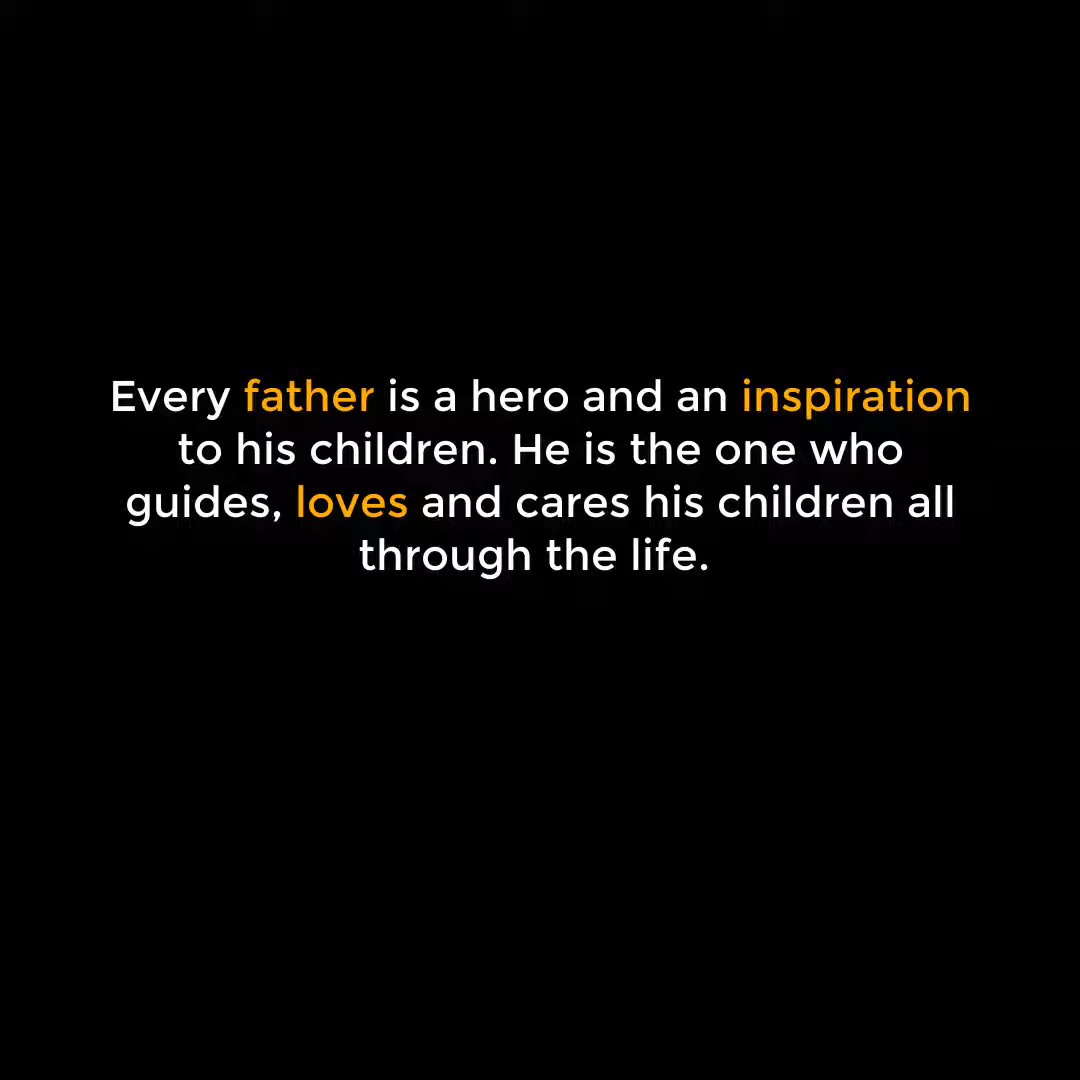 Every father is a hero and an inspiration
to his children. He is the one who
guides, loves and cares his children all
through the life.